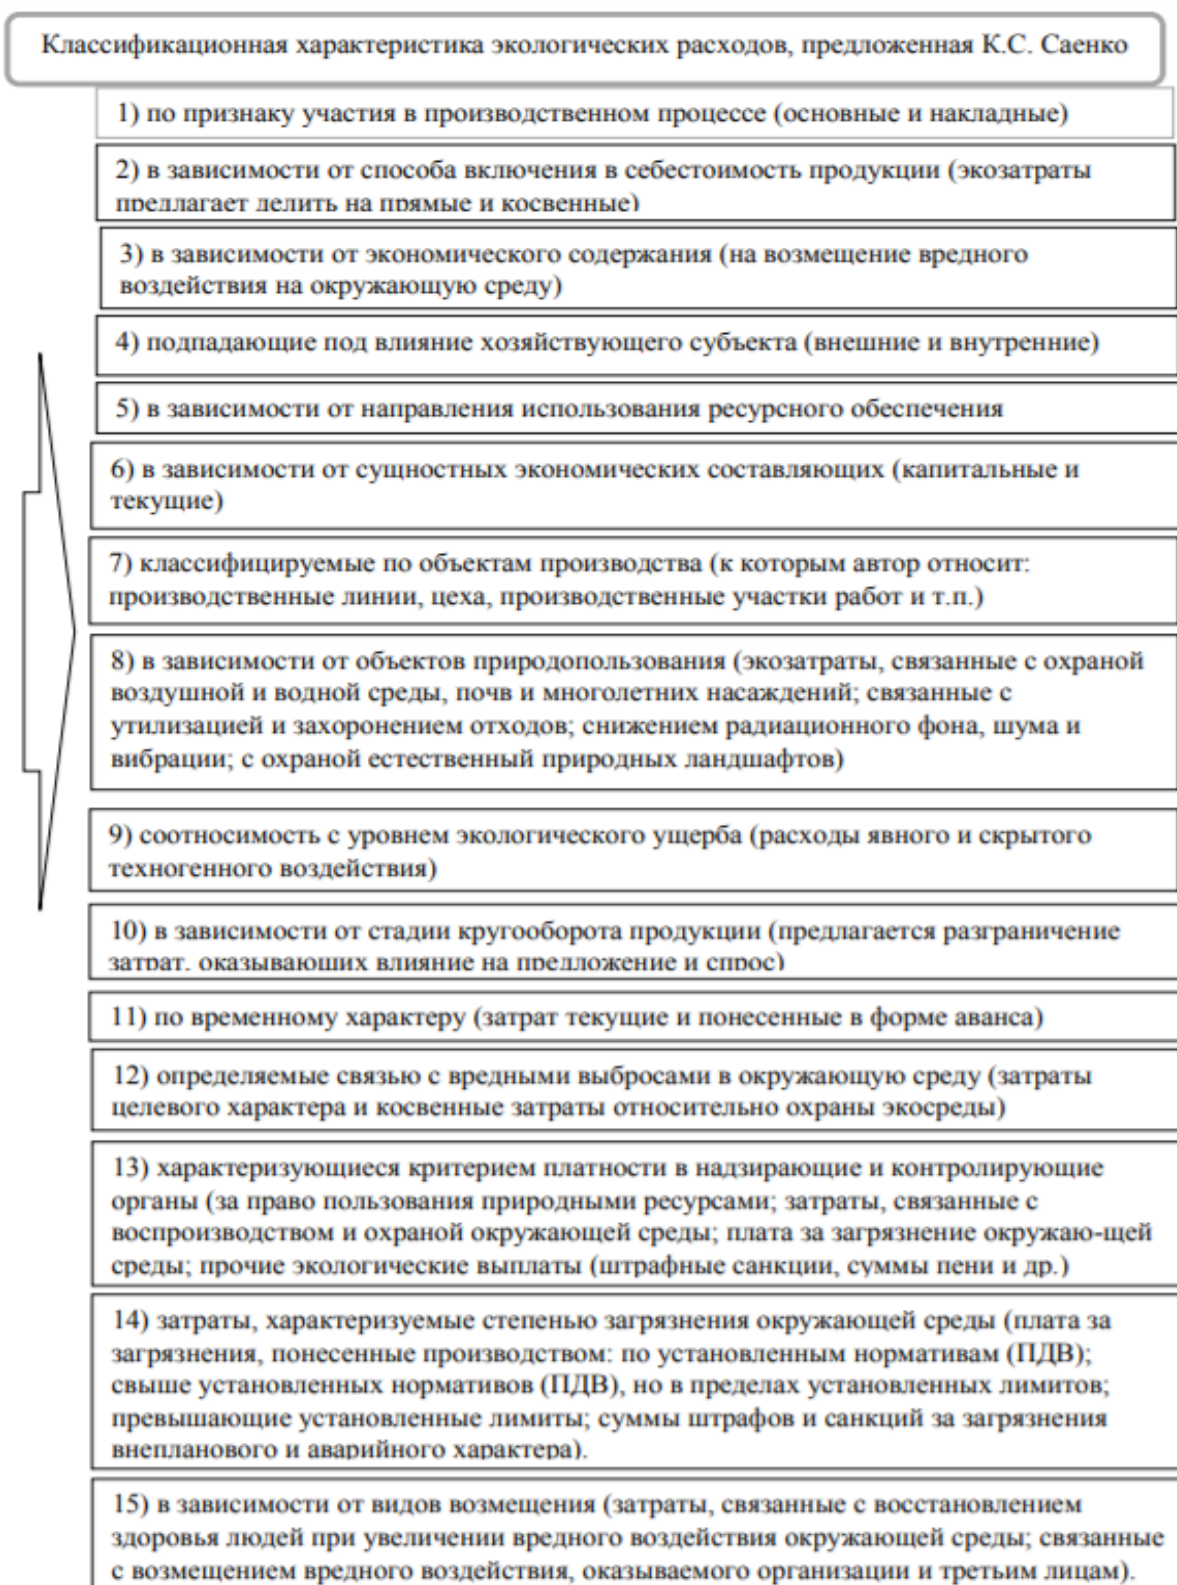 Классификационная характеристика экологических расходов, предложенная К.С. Саенко
1) по признаку участия в производственном процессе (основные и накладные)
2) в зависимости от способа включения в себестоимость продукции (экозатраты
предлагает делить на прямые и косвенные)
3) в зависимости от экономического содержания (на возмещение вредного
воздействия на окружающую среду)
4) подпадающие под влияние хозяйствующего субъекта (внешние и внутренние)
5) в зависимости от направления использования ресурсного обеспечения
6) в зависимости от сущностных экономических составляющих (капитальные и
текущие)
7) классифицируемые по объектам производства (к которым автор относит:
производственные линии, цеха, производственные участки работ и т.п.)
8) в зависимости от объектов природопользования (экозатраты, связанные с охраной
воздушной и водной среды, почв и многолетних насаждений; связанные с
утилизацией и захоронением отходов; снижением радиационного фона, шума и
вибрации; с охраной естественный природных ландшафтов)
9) соотносимость с уровнем экологического ущерба (расходы явного и скрытого
техногенного воздействия)
10) в зависимости от стадии кругооборота продукции (предлагается разграничение
затрат, оказывающих влияние на предложение и спрос)
11) по временному характеру (затрат текущие и понесенные в форме аванса)
12) определяемые связью с вредными выбросами в окружающую среду (затраты
целевого характера и косвенные затраты относительно охраны экосреды)
13) характеризующиеся критерием платности в надзирающие и контролирующие
органы (за право пользования природными ресурсами; затраты, связанные с
воспроизводством и охраной окружающей среды; плата за загрязнение окружаю-щей
среды; прочие экологические выплаты (штрафные санкции, суммы пени и др.)
14) затраты, характеризуемые степенью загрязнения окружающей среды (плата за
загрязнения, понесенные производством: по установленным нормативам (ПДВ);
свыше установленных нормативов (ПДВ), но в пределах установленных лимитов;
превышающие установленные лимиты; суммы штрафов и санкций за загрязнения
внепланового и аварийного характера).
15) в зависимости от видов возмещения (затраты, связанные с восстановлением
здоровья людей при увеличении вредного воздействия окружающей среды; связанные
с возмещением вредного воздействия, оказываемого организации и третьим лицам).